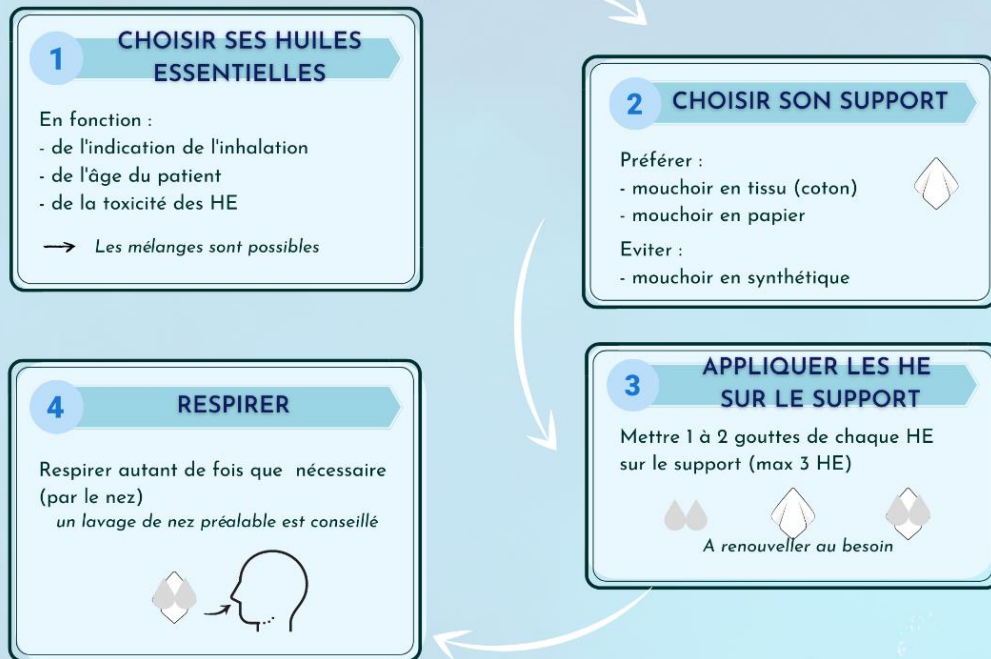 1
CHOISIR SES HUILES
ESSENTIELLES
En fonction :
- de l'indication de l'inhalation
- de l'âge du patient
- de la toxicité des HE
→ Les mélanges sont possibles
2
CHOISIR SON SUPPORT
Préférer :
- mouchoir en tissu (coton)
- mouchoir en papier
Eviter :
- mouchoir en synthétique
3
APPLIQUER LES HE
SUR LE SUPPORT
Mettre 1 à 2 gouttes de chaque HE
sur le support (max 3 HE)
A renouveller au besoin
4
RESPIRER
Respirer autant de fois que nécessaire
(par le nez)
un lavage de nez préalable est conseillé